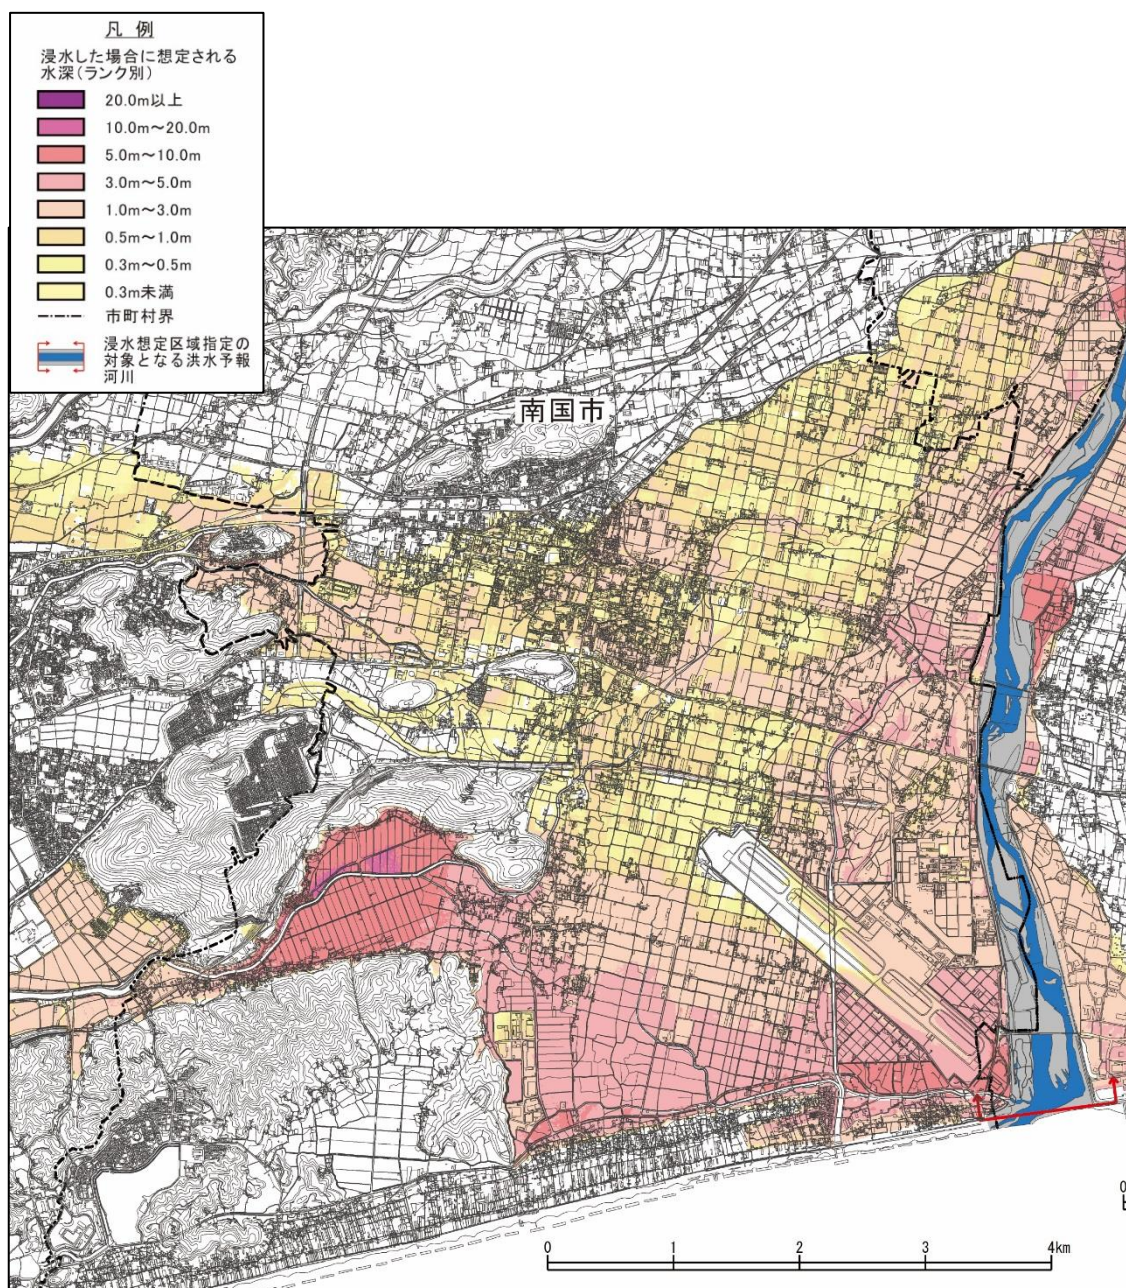 凡 例
浸水した場合に想定される
水深(ランク別)
20.0m以上
10.0m～20.0m
5.0m～10.0m
3.0m～5.0m
1.0m～3.0m
0.5m～1.0m
0.3m～0.5m
0.3m未満
市町村界
浸水想定区域指定の
対象となる洪水予報
河川
南国市
0
0 1 2 3 4km